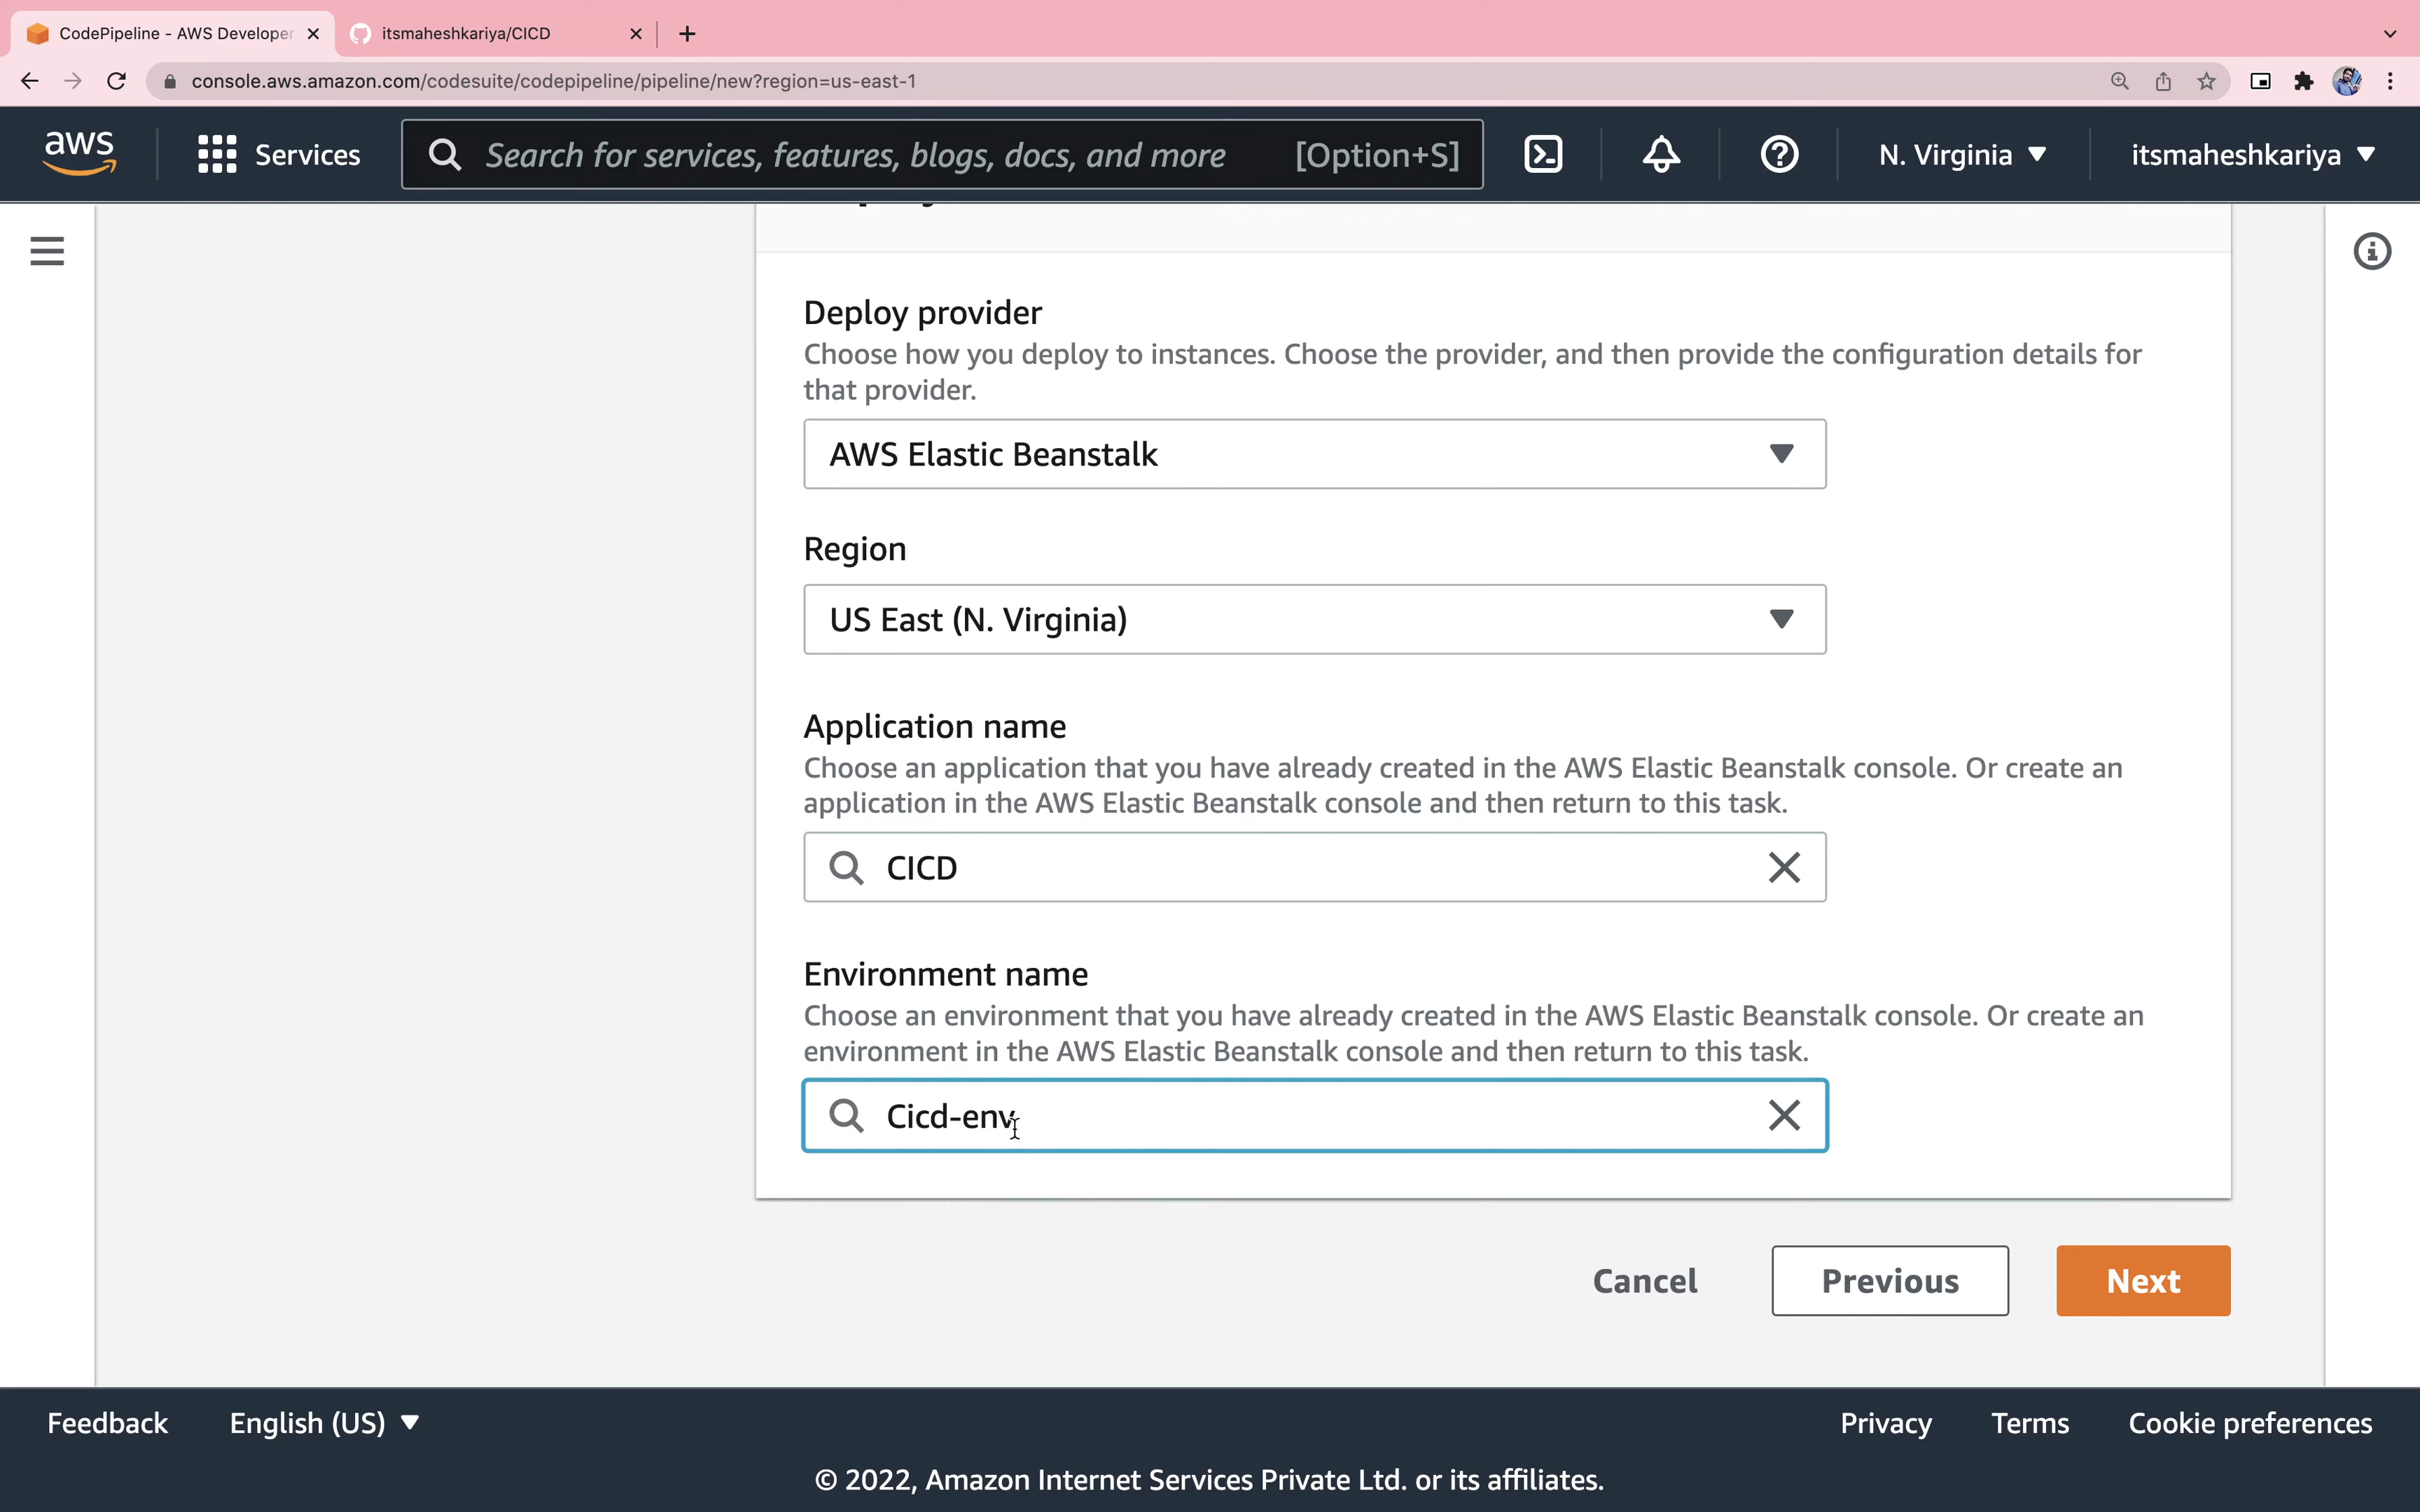 CodePipeline - AWS Developer
itsmaheshkariya/CICD
console.aws.amazon.com/codesuite/codepipeline/pipeline/new?region=us-east-1
aws
Services
Search for services, features, blogs, docs, and more
[Option+S]
N. Virginia
itsmaheshkariya
Deploy provider
Choose how you deploy to instances. Choose the provider, and then provide the configuration details for
that provider.
AWS Elastic Beanstalk
Region
US East (N. Virginia)
Application name
Choose an application that you have already created in the AWS Elastic Beanstalk console. Or create an
application in the AWS Elastic Beanstalk console and then return to this task.
CICD
Environment name
Choose an environment that you have already created in the AWS Elastic Beanstalk console. Or create an
environment in the AWS Elastic Beanstalk console and then return to this task.
Cicd-env
Cancel
Previous
Next
Feedback
English (US)
Privacy
Terms
Cookie preferences
© 2022, Amazon Internet Services Private Ltd. or its affiliates.